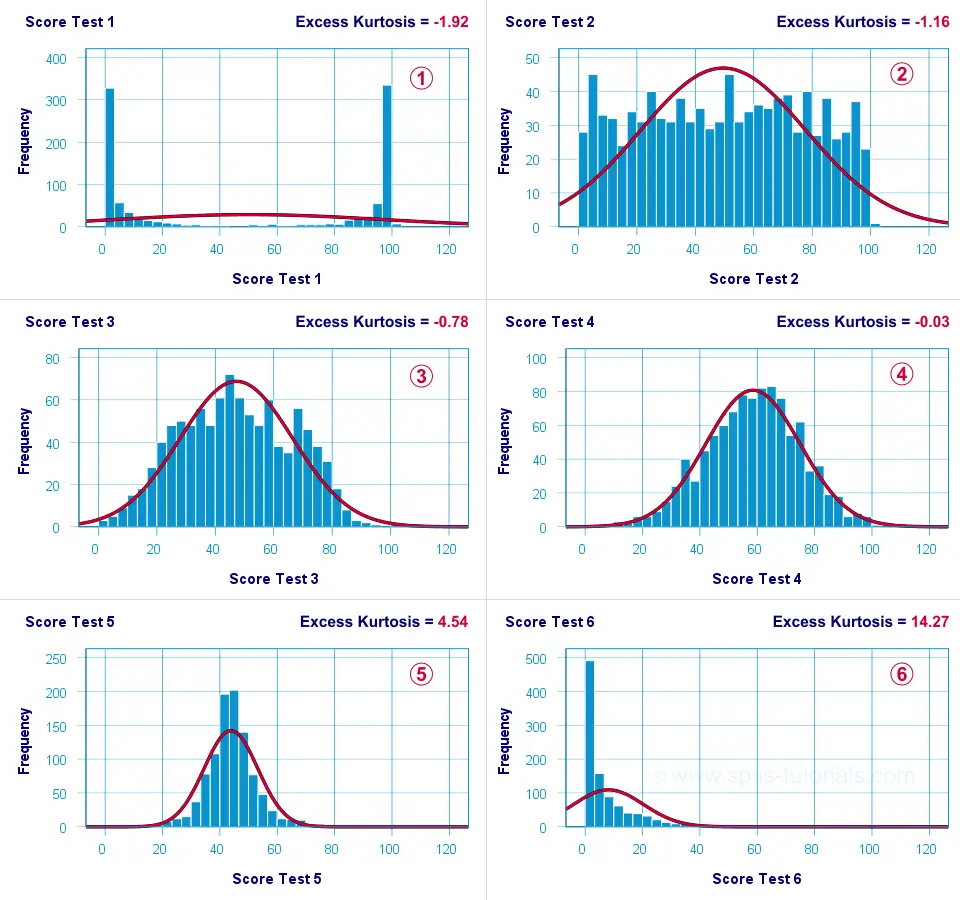 Score Test 1 Excess Kurtosis = -1.92
400
300
200
100
0
Frequency
①
0 20 40 60 80 100 120
Score Test 1
Score Test 2 Excess Kurtosis = -1.16
50
40
30
20
10
0
Frequency
②
0 20 40 60 80 100 120
Score Test 2
Score Test 3 Excess Kurtosis = -0.78
80
60
40
20
0
Frequency
③
0 20 40 60 80 100 120
Score Test 3
Score Test 4 Excess Kurtosis = -0.03
100
80
60
40
20
0
Frequency
④
0 20 40 60 80 100 120
Score Test 4
Score Test 5 Excess Kurtosis = 4.54
250
200
150
100
50
0
Frequency
⑤
0 20 40 60 80 100 120
Score Test 5
Score Test 6 Excess Kurtosis = 14.27
500
400
300
200
100
0
Frequency
⑥
© www.spss-tutorials.com
0 20 40 60 80 100 120
Score Test 6